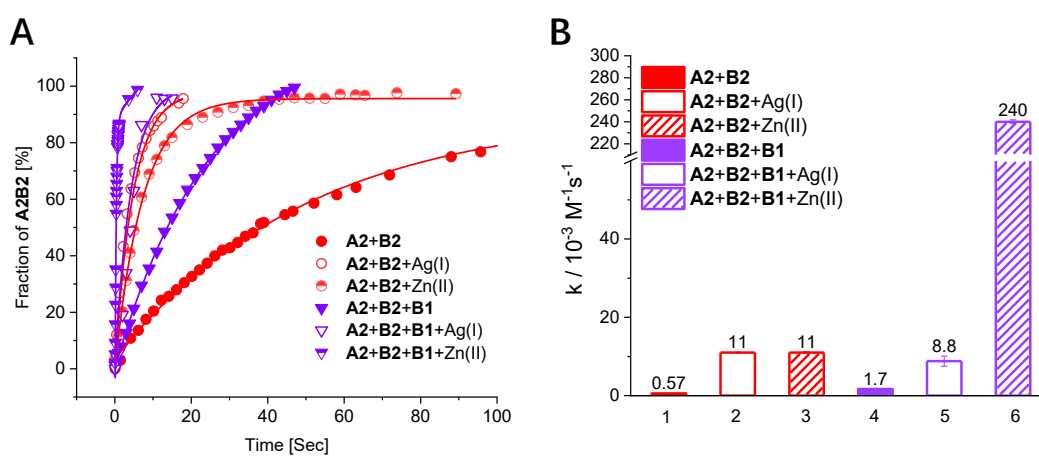 A
Fraction of A2B2 [%]
100
80
60
40
20
0
A2+B2
A2+B2+Ag(I)
A2+B2+Zn(II)
A2+B2+B1
A2+B2+B1+Ag(I)
A2+B2+B1+Zn(II)
0 20 40 60 80 100
Time [Sec]
B
k / 10⁻³ M⁻¹s⁻¹
300
280
260
240
220
20
0
A2+B2
A2+B2+Ag(I)
A2+B2+Zn(II)
A2+B2+B1
A2+B2+B1+Ag(I)
A2+B2+B1+Zn(II)
0.57
11
11
1.7
8.8
240
1 2 3 4 5 6